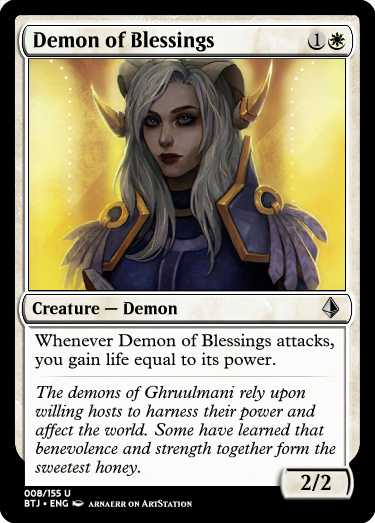 Demon of Blessings 1
Creature — Demon
Whenever Demon of Blessings attacks,
you gain life equal to its power.
The demons of Ghruulmani rely upon
willing hosts to harness their power and
affect the world. Some have learned that
benevolence and strength together form the
sweetest honey.
2/2
008/155 U
BTJ • ENG ARNAERR ON ARTSTATION